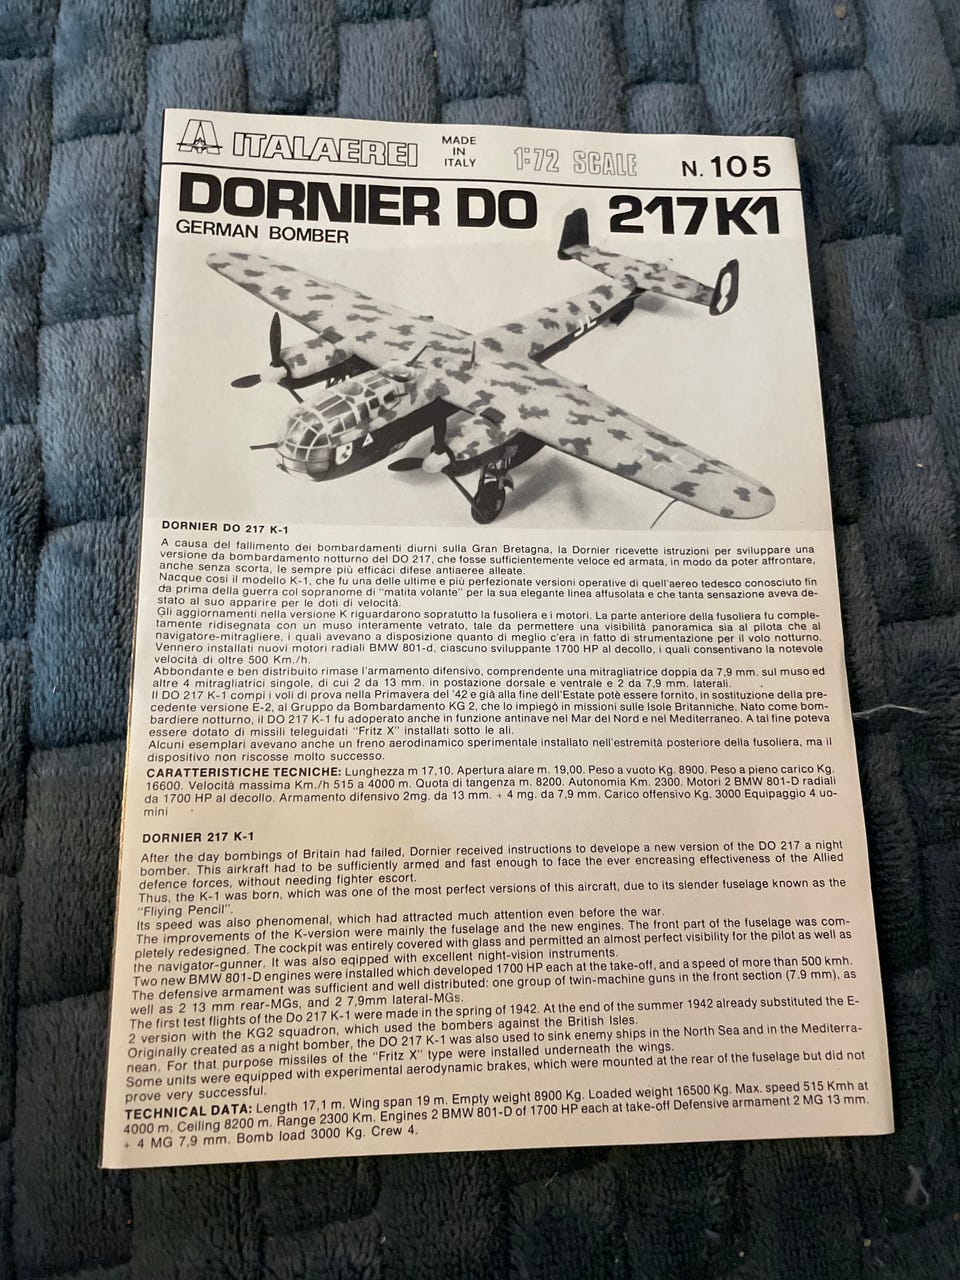 ITALAEREI
MADE
IN
ITALY
1:72 SCALE
N. 105
DORNIER DO 217K1
GERMAN BOMBER
DORNIER DO 217 K-1
A causa del fallimento dei bombardamenti diurni sulla Gran Bretagna, la Dornier ricevette istruzioni per sviluppare una
versione da bombardamento notturno del DO 217, che fosse sufficientemente veloce ed armata, in modo da poter affrontare,
anche senza scorta, le sempre più efficaci difese antiaeree alleate.
Nacque così il modello K-1, che fu una delle ultime e più perfezionate versioni operative di quell'aereo tedesco conosciuto fin
da prima della guerra col sopranome di "matita volante" per la sua elegante linea affusolata e che tanta sensazione aveva de-
stato al suo apparire per le doti di velocità.
Gli aggiornamenti nella versione K riguardarono sopratutto la fusoliera e i motori. La parte anteriore della fusoliera fu comple-
tamente ridisegnata con un muso interamente vetrato, tale da permettere una visibilità panoramica sia al pilota che al
navigatore-mitragliere, i quali avevano a disposizione quanto di meglio c'era in fatto di strumentazione per il volo notturno.
Vennero installati nuovi motori radiali BMW 801-d, ciascuno sviluppante 1700 HP al decollo, i quali consentivano la notevole
velocità di oltre 500 Km./h.
Abbondante e ben distribuito rimase l'armamento difensivo, comprendente una mitragliatrice doppia da 7,9 mm. sul muso ed
altre 4 mitragliatrici singole, di cui 2 da 13 mm. in postazione dorsale e ventrale e 2 da 7,9 mm. laterali.
Il DO 217 K-1 compì i voli di prova nella Primavera del '42 e già alla fine dell'Estate potè essere fornito, in sostituzione della pre-
cedente versione E-2, al Gruppo da Bombardamento KG 2, che lo impiegò in missioni sulle Isole Britanniche. Nato come bom-
bardiere notturno, il DO 217 K-1 fu adoperato anche in funzione antinave nel Mar del Nord e nel Mediterraneo. A tal fine poteva
essere dotato di missili teleguidati "Fritz X" installati sotto le ali.
Alcuni esemplari avevano anche un freno aerodinamico sperimentale installato nell'estremità posteriore della fusoliera, ma il
dispositivo non riscosse molto successo.
CARATTERISTICHE TECNICHE: Lunghezza m 17,10. Apertura alare m. 19,00. Peso a vuoto Kg. 8900. Peso a pieno carico Kg.
16600. Velocità massima Km./h 515 a 4000 m. Quota di tangenza m. 8200. Autonomia Km. 2300. Motori 2 BMW 801-D radiali
da 1700 HP al decollo. Armamento difensivo 2mg. da 13 mm. + 4 mg. da 7,9 mm. Carico offensivo Kg. 3000 Equipaggio 4 uo-
mini
DORNIER 217 K-1
After the day bombings of Britain had failed, Dornier received instructions to develope a new version of the DO 217 a night
bomber. This airkraft had to be sufficiently armed and fast enough to face the ever encreasing effectiveness of the Allied
defence forces, without needing fighter escort.
Thus, the K-1 was born, which was one of the most perfect versions of this aircraft, due to its slender fuselage known as the
"Fliying Pencil".
Its speed was also phenomenal, which had attracted much attention even before the war.
The improvements of the K-version were mainly the fuselage and the new engines. The front part of the fuselage was com-
pletely redesigned. The cockpit was entirely covered with glass and permitted an almost perfect visibility for the pilot as well as
the navigator-gunner. It was also eqipped with excellent night-vision instruments.
Two new BMW 801-D engines were installed which developed 1700 HP each at the take-off, and a speed of more than 500 kmh.
The defensive armament was sufficient and well distributed: one group of twin-machine guns in the front section (7.9 mm), as
well as 2 13 mm rear-MGs, and 2 7,9mm lateral-MGs.
The first test flights of the Do 217 K-1 were made in the spring of 1942. At the end of the summer 1942 already substituted the E-
2 version with the KG2 squadron, which used the bombers against the British Isles.
Originally created as a night bomber, the DO 217 K-1 was also used to sink enemy ships in the North Sea and in the Mediterra-
nean. For that purpose missiles of the "Fritz X" type were installed underneath the wings.
Some units were equipped with experimental aerodynamic brakes, which were mounted at the rear of the fuselage but did not
prove very successful.
TECHNICAL DATA: Length 17,1 m. Wing span 19 m. Empty weight 8900 Kg. Loaded weight 16500 Kg. Max. speed 515 Kmh at
4000 m. Ceiling 8200 m. Range 2300 Km. Engines 2 BMW 801-D of 1700 HP each at take-off Defensive armament 2 MG 13 mm.
+ 4 MG 7,9 mm. Bomb load 3000 Kg. Crew 4.